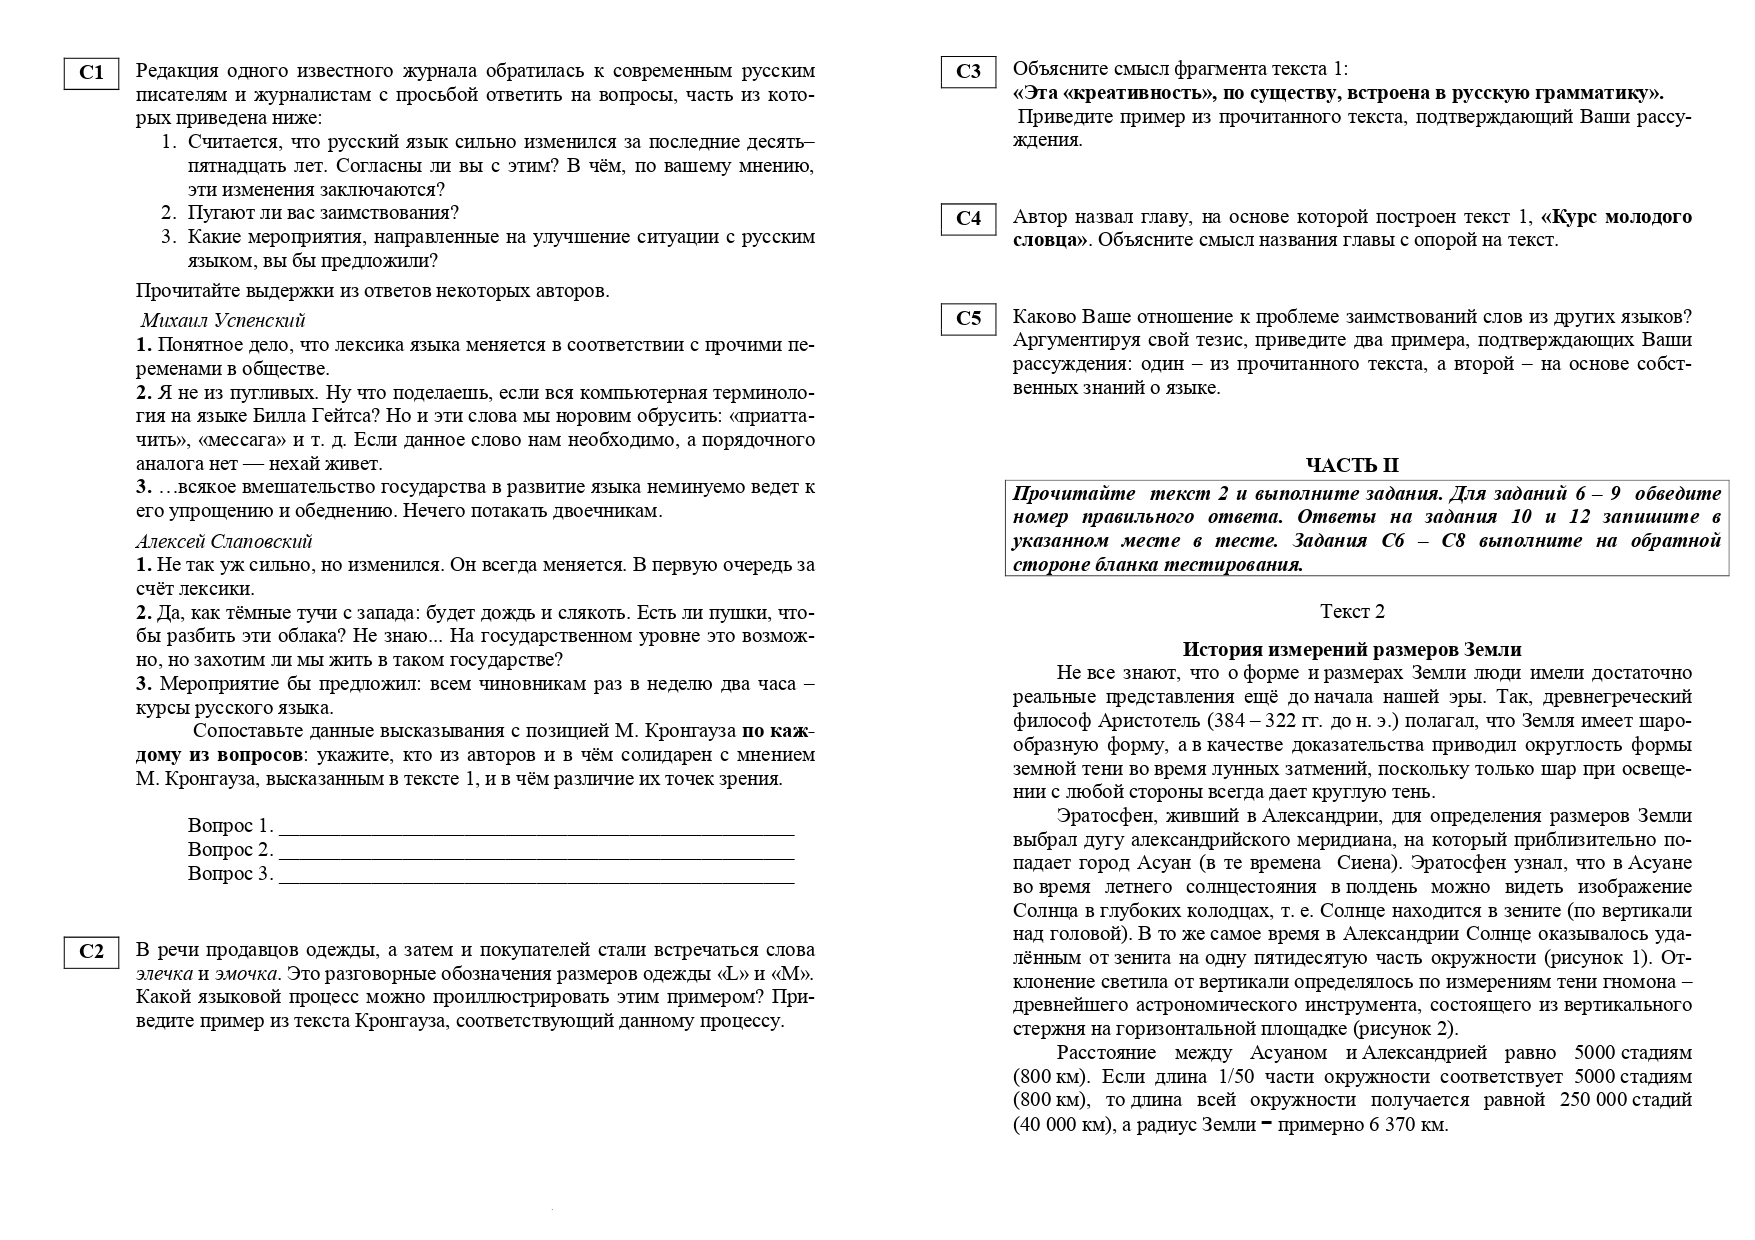 С1
Редакция одного известного журнала обратилась к современным русским
писателям и журналистам с просьбой ответить на вопросы, часть из кото-
рых приведена ниже:
1. Считается, что русский язык сильно изменился за последние десять–
пятнадцать лет. Согласны ли вы с этим? В чём, по вашему мнению,
эти изменения заключаются?
2. Пугают ли вас заимствования?
3. Какие мероприятия, направленные на улучшение ситуации с русским
языком, вы бы предложили?
Прочитайте выдержки из ответов некоторых авторов.
Михаил Успенский
1. Понятное дело, что лексика языка меняется в соответствии с прочими пе-
ременами в обществе.
2. Я не из пугливых. Ну что поделаешь, если вся компьютерная терминоло-
гия на языке Билла Гейтса? Но и эти слова мы норовим обрусить: «приатта-
чить», «мессага» и т. д. Если данное слово нам необходимо, а порядочного
аналога нет — нехай живет.
3. …всякое вмешательство государства в развитие языка неминуемо ведет к
его упрощению и обеднению. Нечего потакать двоечникам.
Алексей Слаповский
1. Не так уж сильно, но изменился. Он всегда меняется. В первую очередь за
счёт лексики.
2. Да, как тёмные тучи с запада: будет дождь и слякоть. Есть ли пушки, что-
бы разбить эти облака? Не знаю... На государственном уровне это возмож-
но, но захотим ли мы жить в таком государстве?
3. Мероприятие бы предложил: всем чиновникам раз в неделю два часа –
курсы русского языка.
Сопоставьте данные высказывания с позицией М. Кронгауза по каж-
дому из вопросов: укажите, кто из авторов и в чём солидарен с мнением
М. Кронгауза, высказанным в тексте 1, и в чём различие их точек зрения.
Вопрос 1. __________________________________________________
Вопрос 2. __________________________________________________
Вопрос 3. __________________________________________________
С2
В речи продавцов одежды, а затем и покупателей стали встречаться слова
элечка и эмочка. Это разговорные обозначения размеров одежды «L» и «M».
Какой языковой процесс можно проиллюстрировать этим примером? При-
ведите пример из текста Кронгауза, соответствующий данному процессу.
С3
Объясните смысл фрагмента текста 1:
«Эта «креативность», по существу, встроена в русскую грамматику».
Приведите пример из прочитанного текста, подтверждающий Ваши рассу-
ждения.
С4
Автор назвал главу, на основе которой построен текст 1, «Курс молодого
словца». Объясните смысл названия главы с опорой на текст.
С5
Каково Ваше отношение к проблеме заимствований слов из других языков?
Аргументируя свой тезис, приведите два примера, подтверждающих Ваши
рассуждения: один – из прочитанного текста, а второй – на основе собст-
венных знаний о языке.
ЧАСТЬ II
Прочитайте текст 2 и выполните задания. Для заданий 6 – 9 обведите
номер правильного ответа. Ответы на задания 10 и 12 запишите в
указанном месте в тесте. Задания С6 – С8 выполните на обратной
стороне бланка тестирования.
Текст 2
История измерений размеров Земли
Не все знают, что о форме и размерах Земли люди имели достаточно
реальные представления ещё до начала нашей эры. Так, древнегреческий
философ Аристотель (384 – 322 гг. до н. э.) полагал, что Земля имеет шаро-
образную форму, а в качестве доказательства приводил округлость формы
земной тени во время лунных затмений, поскольку только шар при освеще-
нии с любой стороны всегда дает круглую тень.
Эратосфен, живший в Александрии, для определения размеров Земли
выбрал дугу александрийского меридиана, на который приблизительно по-
падает город Асуан (в те времена Сиена). Эратосфен узнал, что в Асуане
во время летнего солнцестояния в полдень можно видеть изображение
Солнца в глубоких колодцах, т. е. Солнце находится в зените (по вертикали
над головой). В то же самое время в Александрии Солнце оказывалось уда-
лённым от зенита на одну пятидесятую часть окружности (рисунок 1). От-
клонение светила от вертикали определялось по измерениям тени гномона –
древнейшего астрономического инструмента, состоящего из вертикального
стержня на горизонтальной площадке (рисунок 2).
Расстояние между Асуаном и Александрией равно 5000 стадиям
(800 км). Если длина 1/50 части окружности соответствует 5000 стадиям
(800 км), то длина всей окружности получается равной 250 000 стадий
(40 000 км), а радиус Земли – примерно 6 370 км.